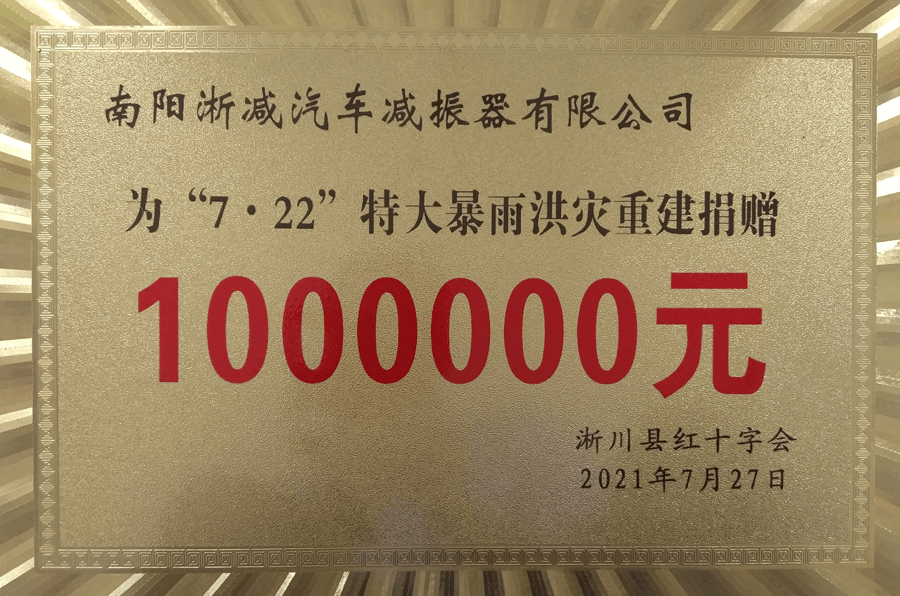 南阳淅减汽车减振器有限公司
为“7·22”特大暴雨洪灾重建捐赠
1000000元
淅川县红十字会
2021年7月27日